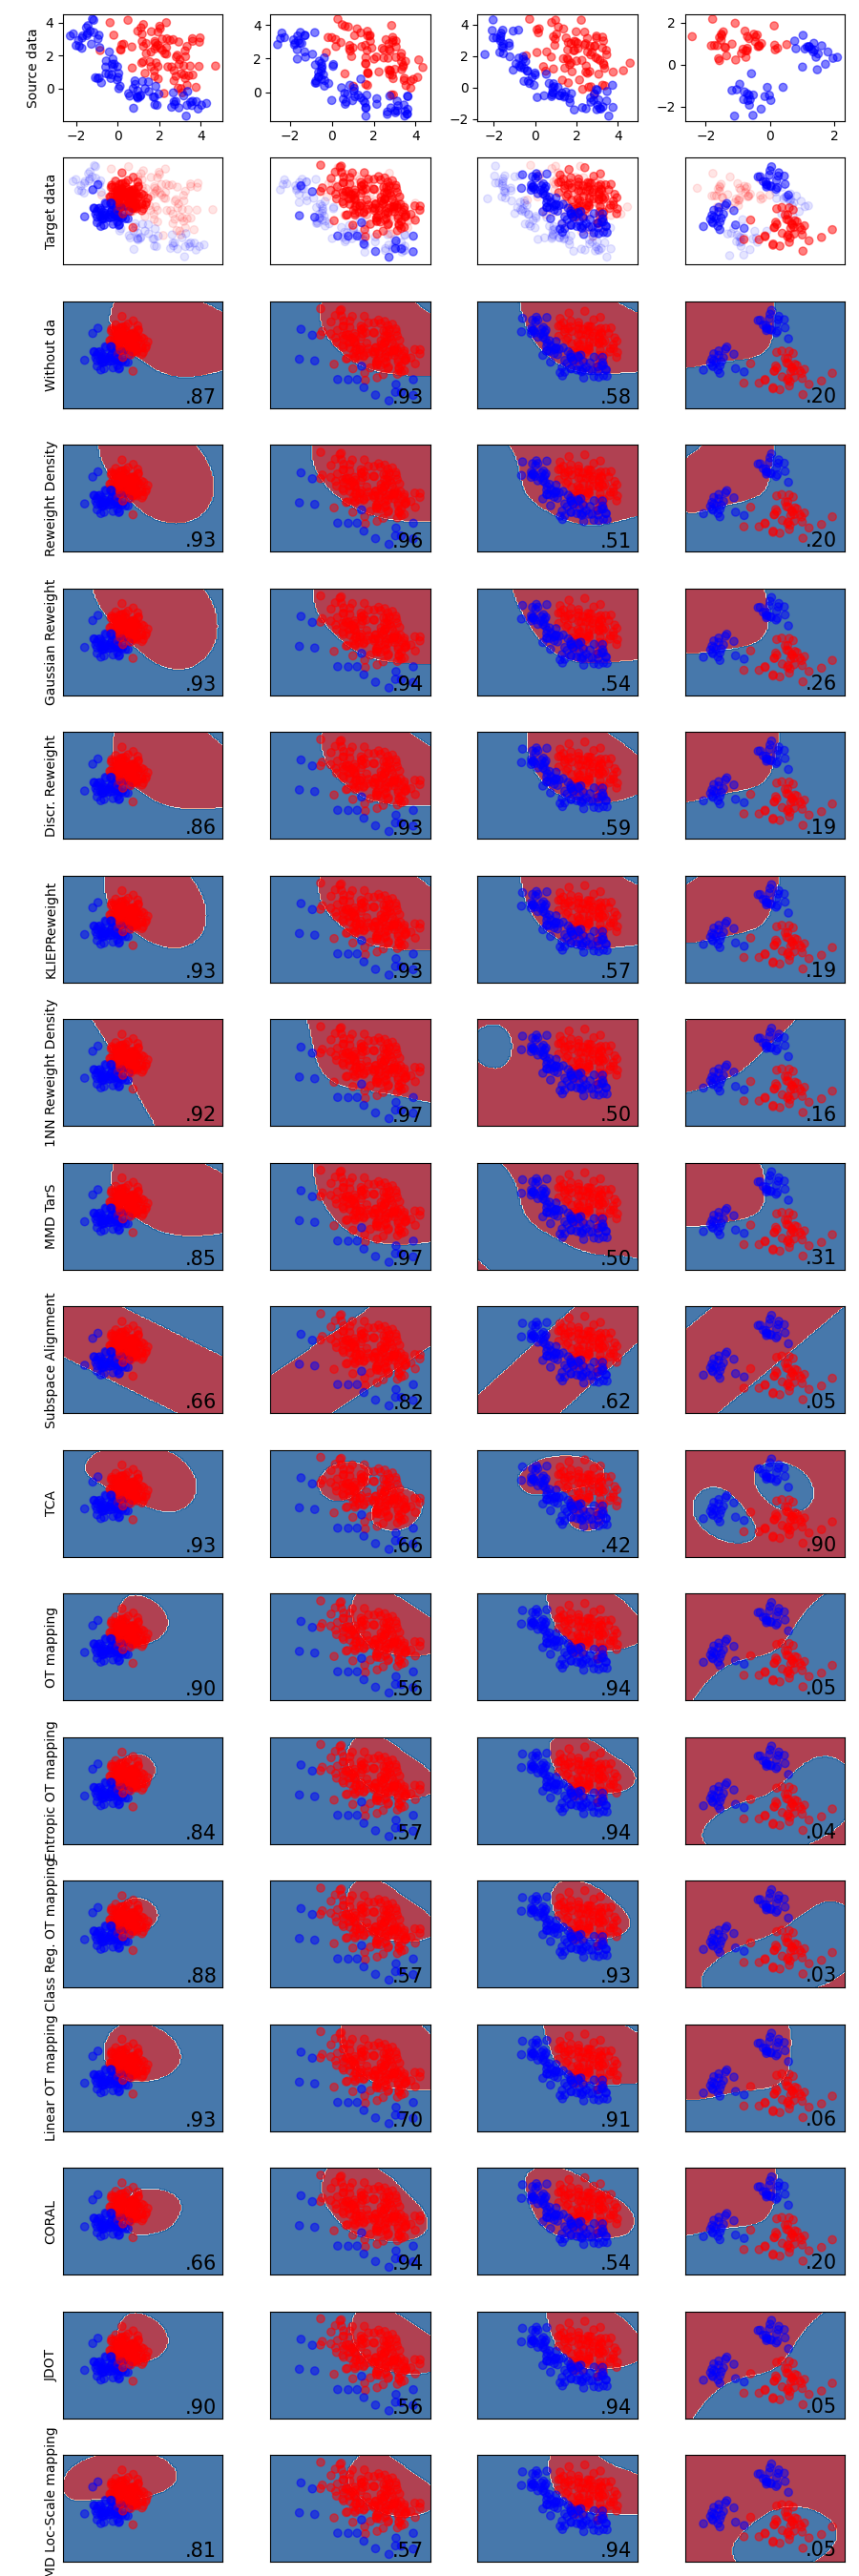 Source data
4
2
0
−2 0 2 4
4
2
0
−2 0 2 4
4
2
0
−2
−2 0 2 4
2
0
−2
−2 0 2
Target data
Without da
.87 .93 .58 .20
Reweight Density
.93 .96 .51 .20
Gaussian Reweight
.93 .94 .54 .26
Discr. Reweight
.86 .93 .59 .19
KLIEPReweight
.93 .93 .57 .19
1NN Reweight Density
.92 .97 .50 .16
MMD TarS
.85 .97 .50 .31
Subspace Alignment
.66 .82 .62 .05
TCA
.93 .66 .42 .90
OT mapping
.90 .56 .94 .05
Entropic OT mapping
.84 .57 .94 .04
Class Reg. OT mapping
.88 .57 .93 .03
Linear OT mapping
.93 .70 .91 .06
CORAL
.66 .94 .54 .20
JDOT
.90 .56 .94 .05
MD Loc-Scale mapping
.81 .57 .94 .05